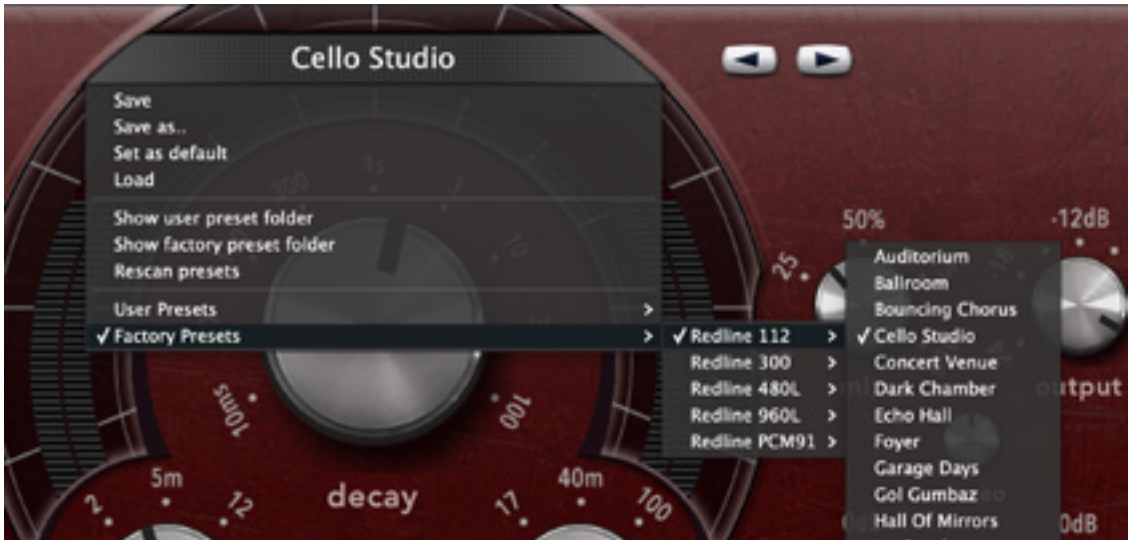 Cello Studio
Save
Save as..
Set as default
Load
Show user preset folder
Show factory preset folder
Rescan presets
User Presets
✓ Factory Presets
✓ Redline 112
Redline 300
Redline 480L
Redline 960L
Redline PCM91
Auditorium
Ballroom
Bouncing Chorus
✓ Cello Studio
Concert Venue
Dark Chamber
Echo Hall
Foyer
Garage Days
Gol Gumbaz
Hall Of Mirrors
300
1s
3
10
100
10ms
decay
2
5m
12
17
40m
100
25
50%
-12dB
18
output
0dB